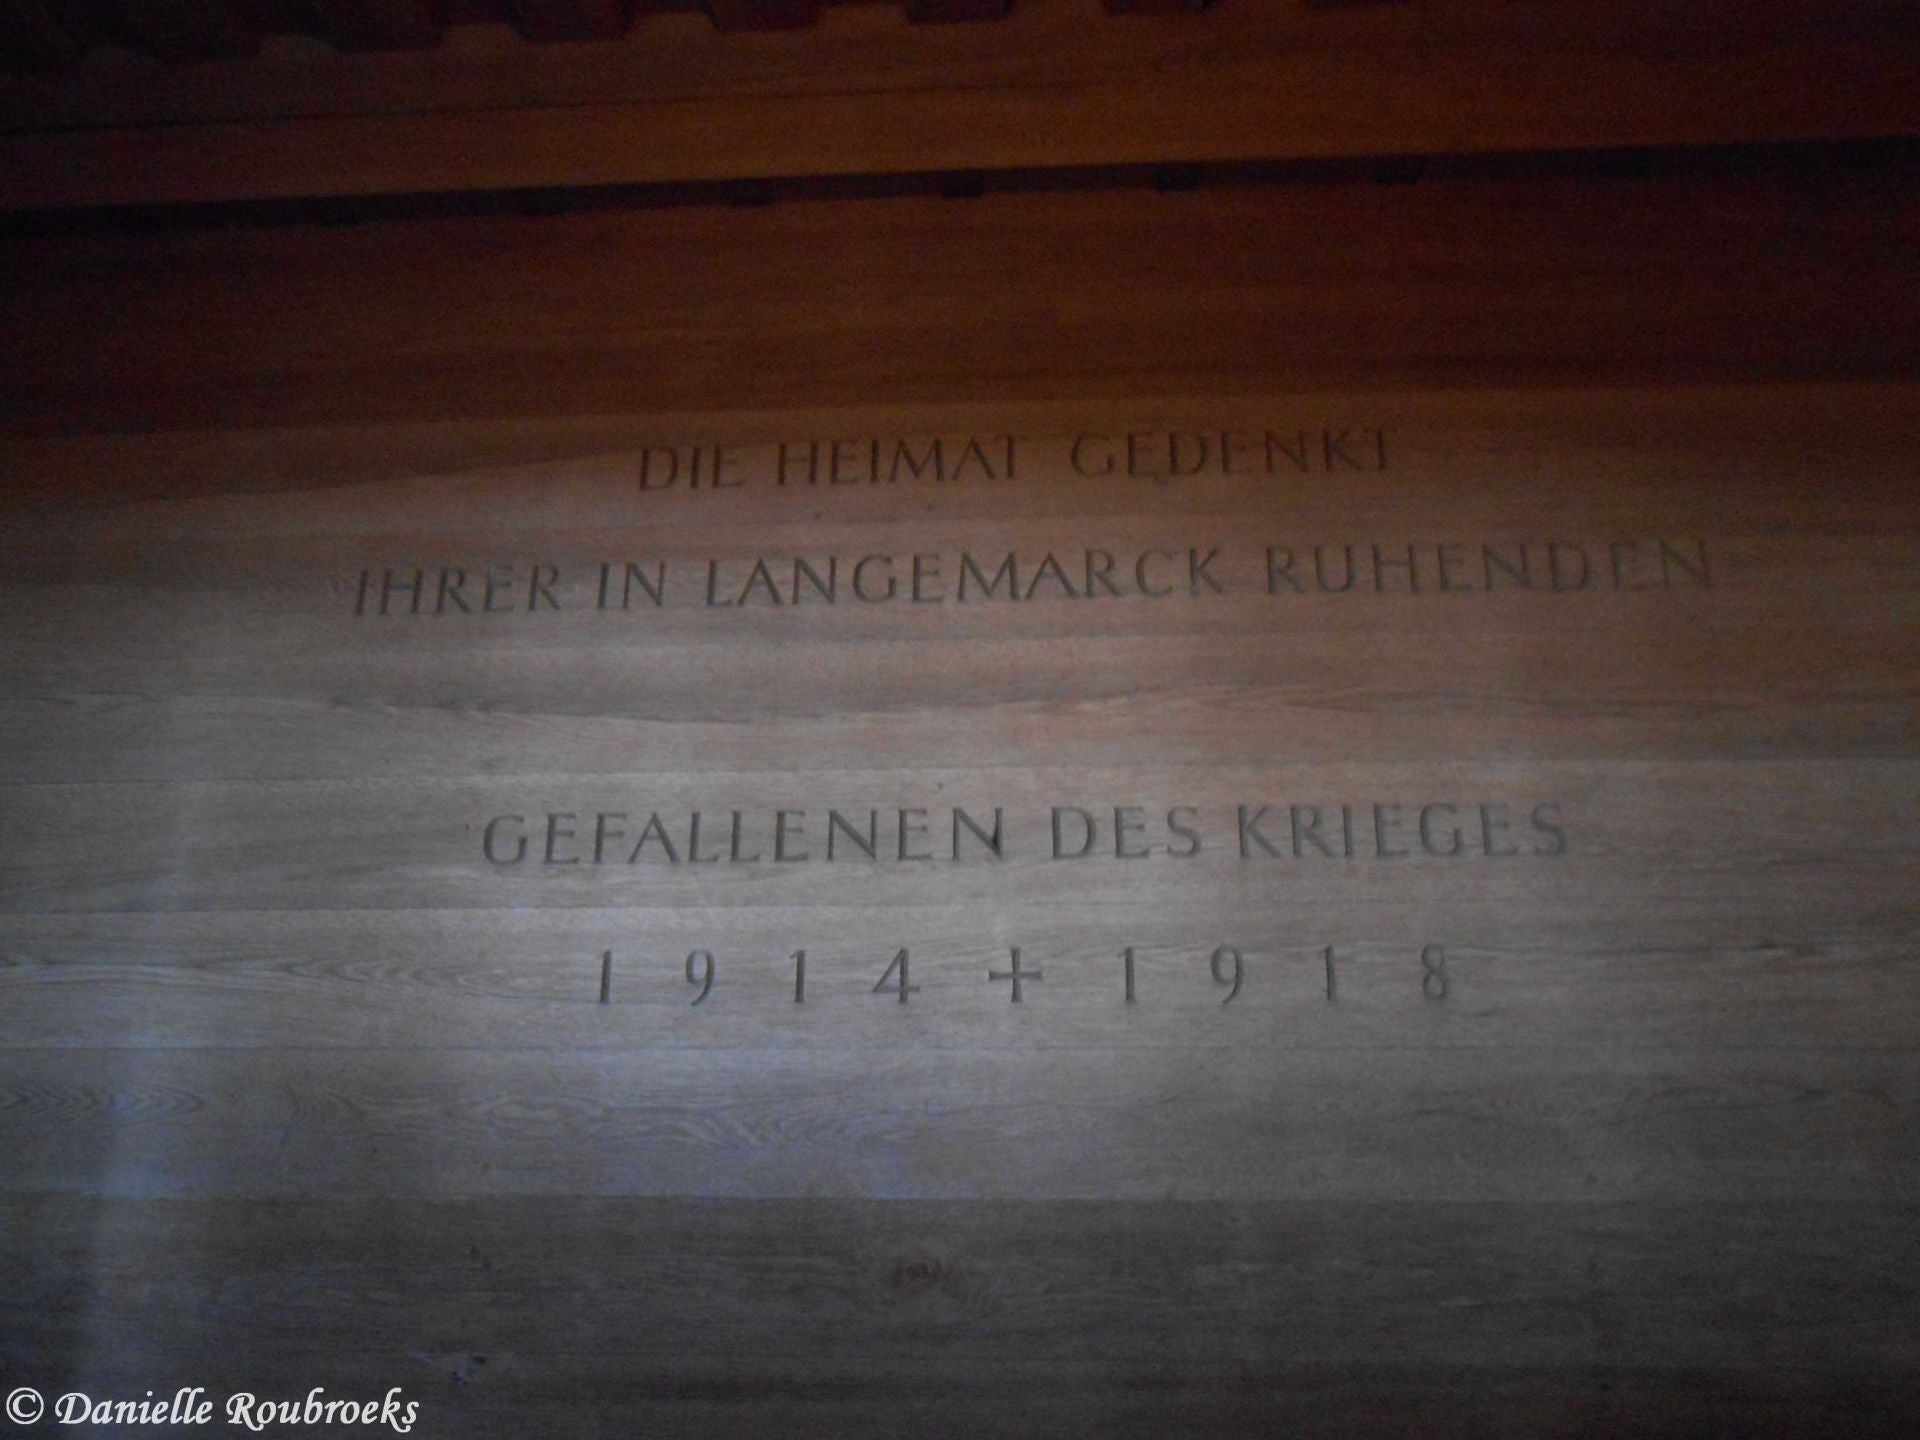 DIE HEIMAT GEDENKT
IHRER IN LANGEMARCK RUHENDEN
GEFALLENEN DES KRIEGES
1914 + 1918
© Danielle Roubroeks